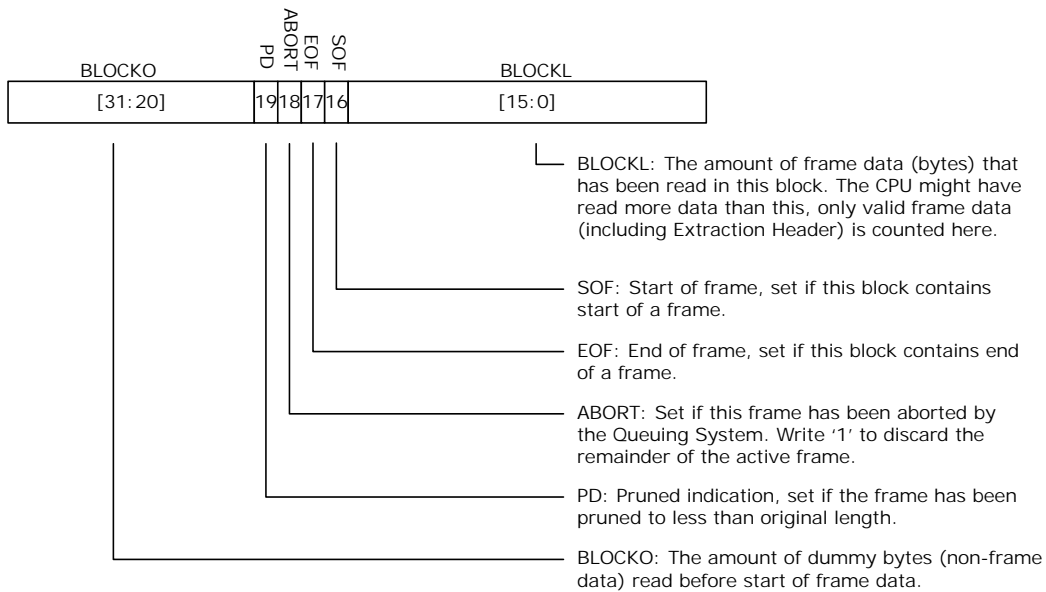 PD
ABORT
EOF
SOF
BLOCKO
BLOCKL
[31:20]
19
18
17
16
[15:0]
BLOCKL: The amount of frame data (bytes) that
has been read in this block. The CPU might have
read more data than this, only valid frame data
(including Extraction Header) is counted here.
SOF: Start of frame, set if this block contains
start of a frame.
EOF: End of frame, set if this block contains end
of a frame.
ABORT: Set if this frame has been aborted by
the Queuing System. Write ‘1’ to discard the
remainder of the active frame.
PD: Pruned indication, set if the frame has been
pruned to less than original length.
BLOCKO: The amount of dummy bytes (non-frame
data) read before start of frame data.